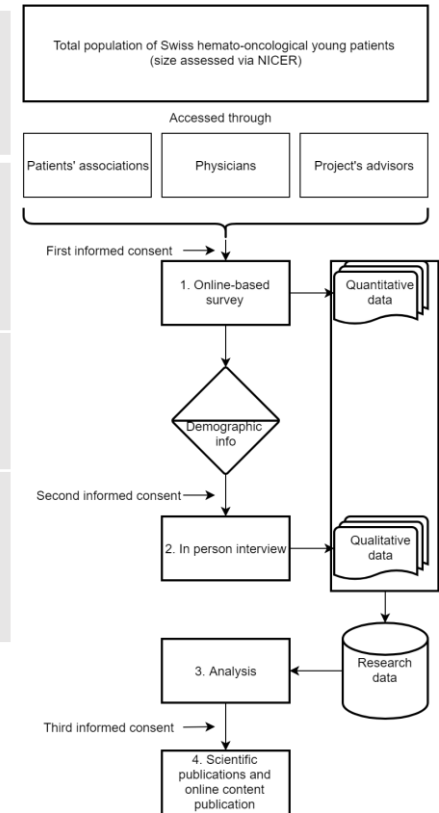 Total population of Swiss hemato-oncological young patients
(size assessed via NICER)
Accessed through
Patients' associations
Physicians
Project's advisors
First informed consent
1. Online-based
survey
Quantitative
data
Demographic
info
Second informed consent
2. In person interview
Qualitative
data
Research
data
3. Analysis
Third informed consent
4. Scientific
publications and
online content
publication